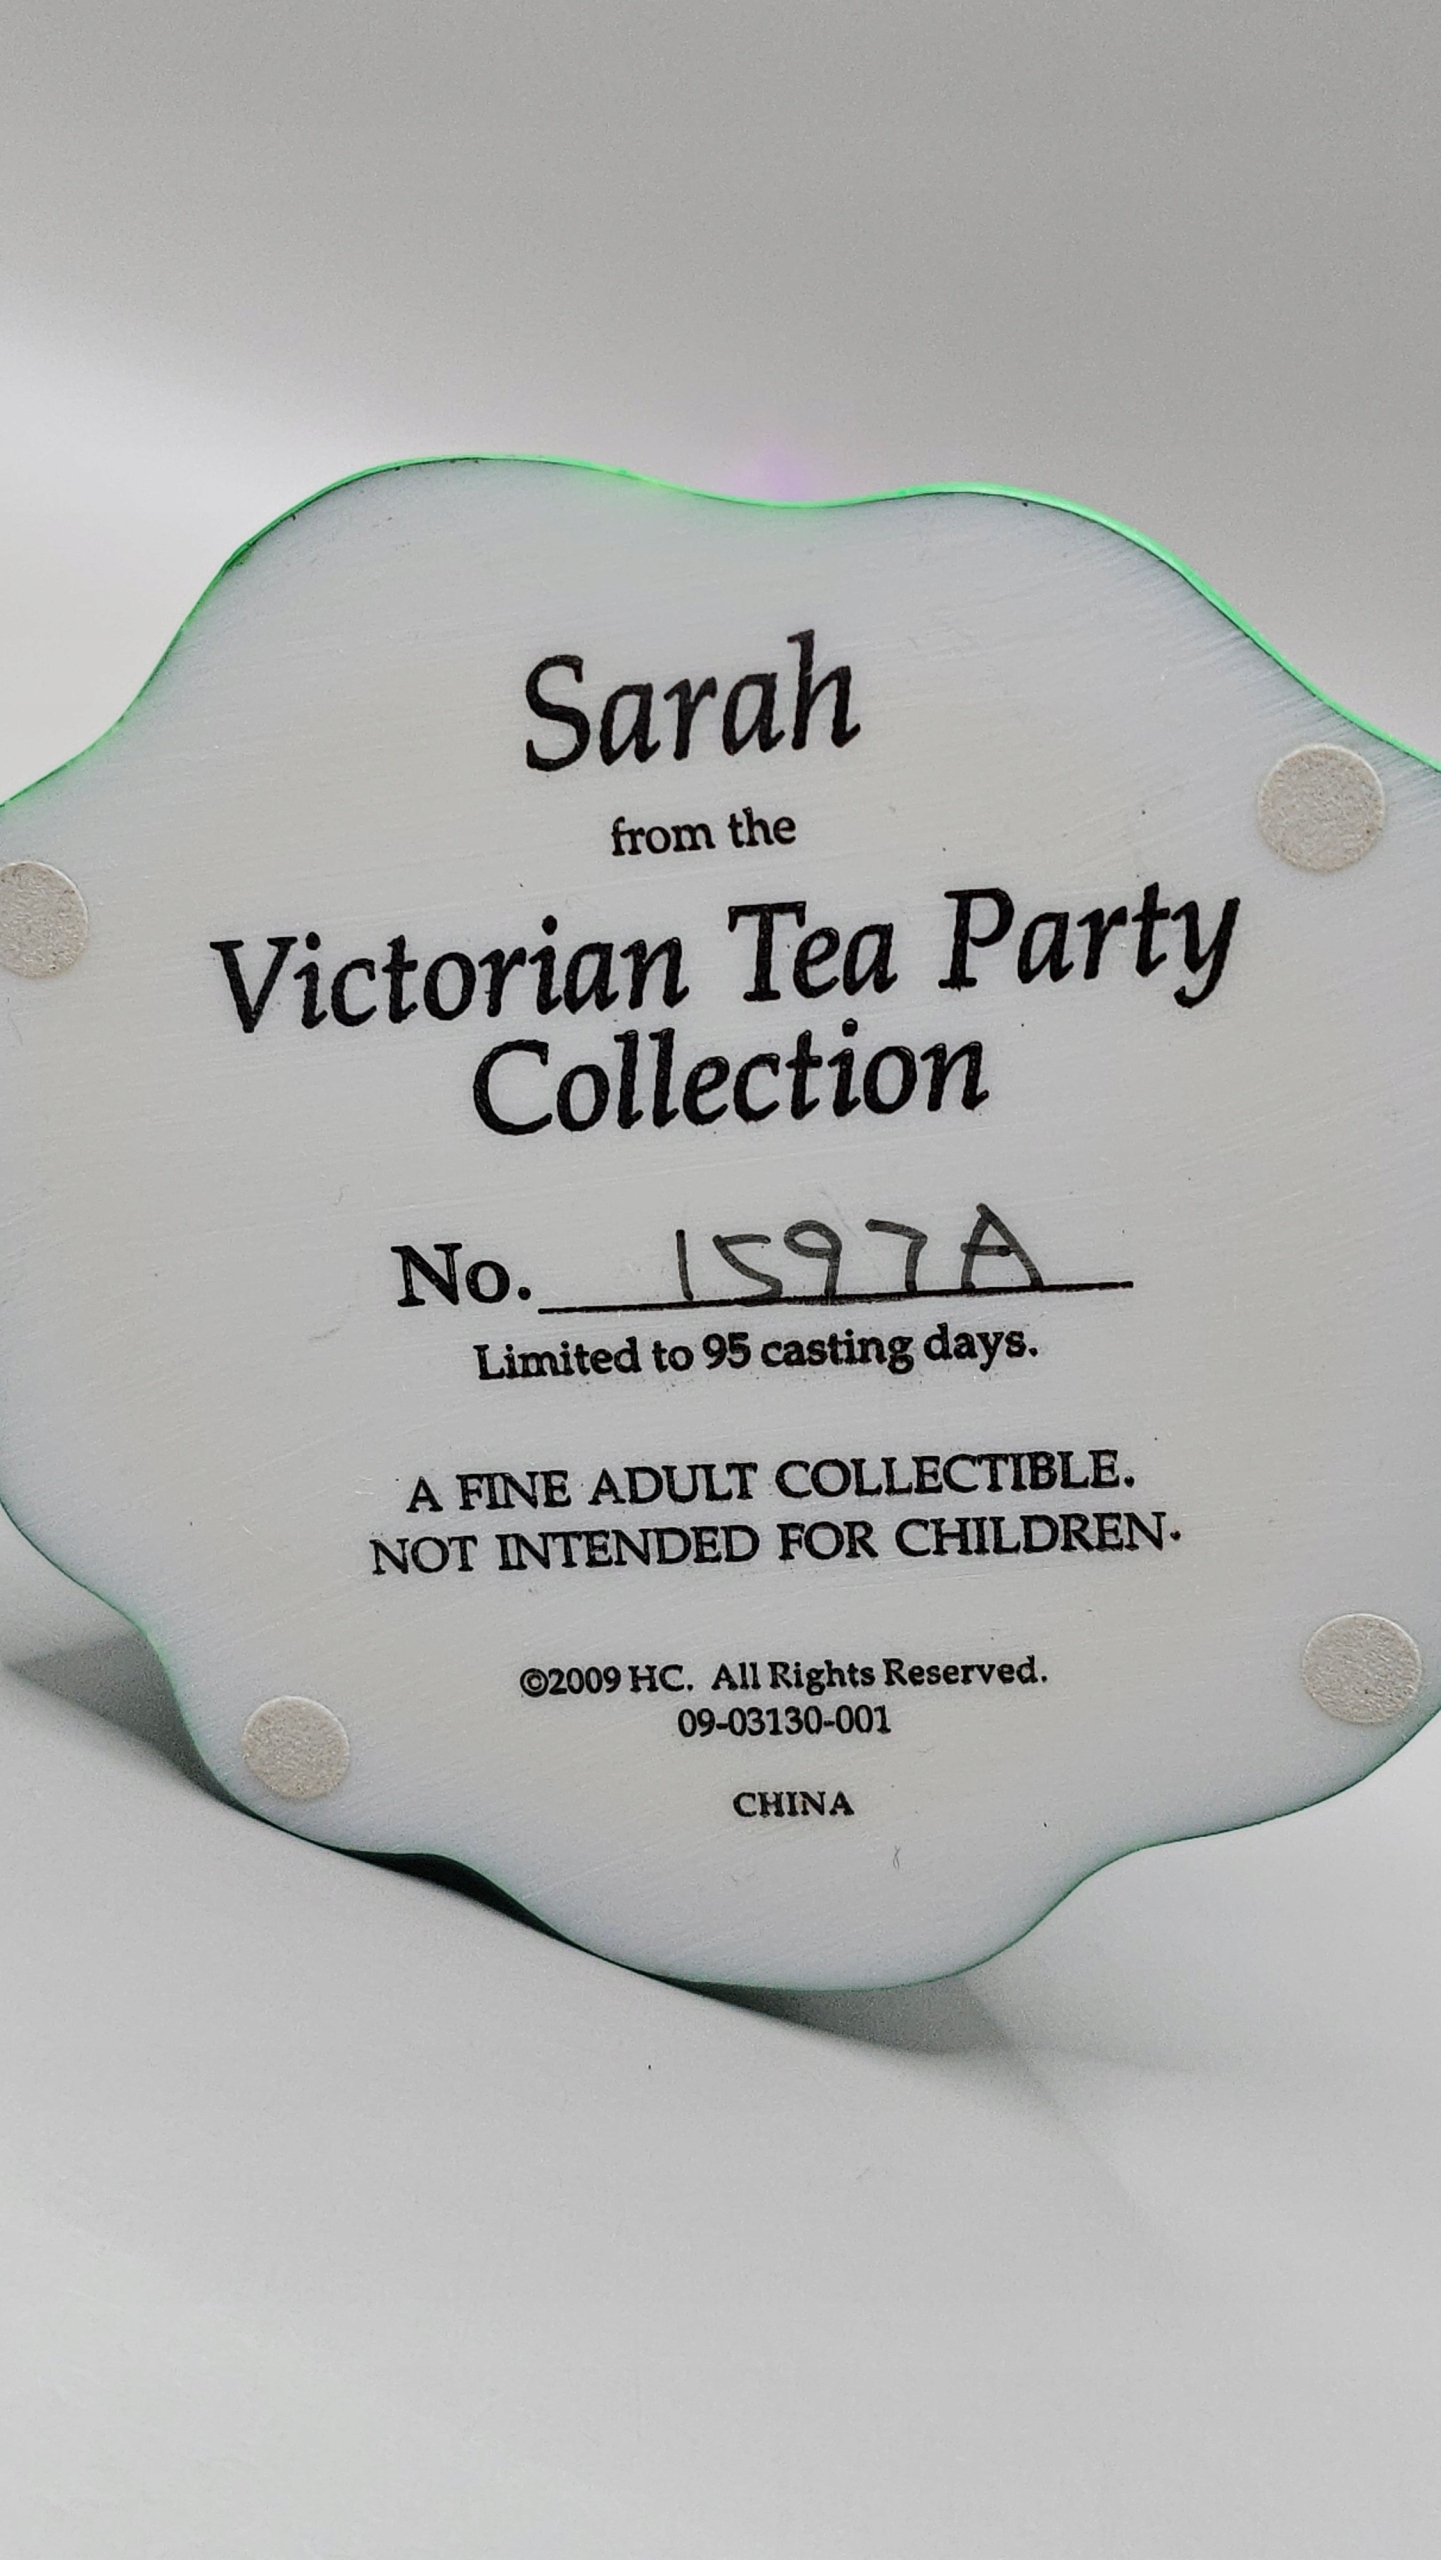 Sarah
from the
Victorian Tea Party
Collection
No. 1597A
Limited to 95 casting days.
A FINE ADULT COLLECTIBLE.
NOT INTENDED FOR CHILDREN.
©2009 HC. All Rights Reserved.
09-03130-001
CHINA